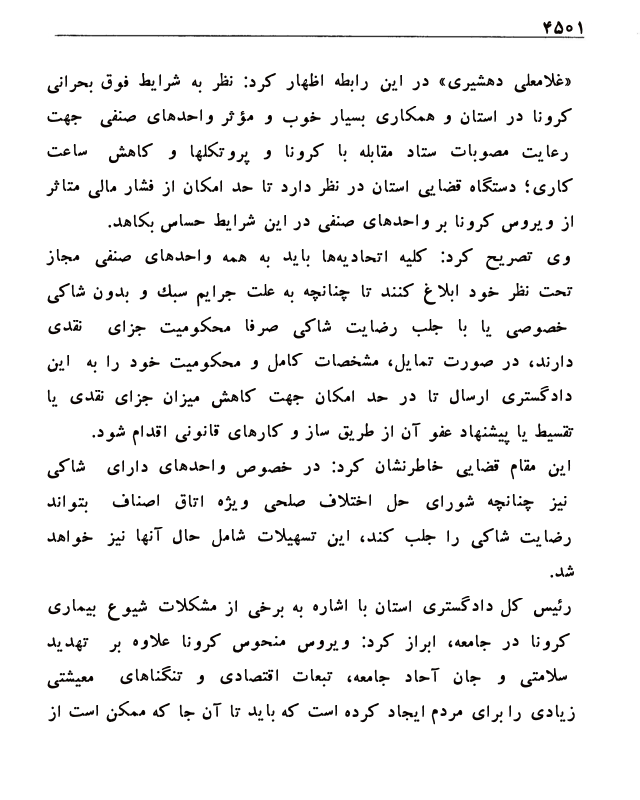 ۴۵۰۱
«غلامعلی دهشیری» در این رابطه اظهار کرد: نظر به شرایط فوق بحرانی
کرونا در استان و همکاری بسیار خوب و مؤثر واحدهای صنفی جهت
رعایت مصوبات ستاد مقابله با کرونا و پروتکلها و کاهش ساعت
کاری؛ دستگاه قضایی استان در نظر دارد تا حد امکان از فشار مالی متاثر
از ویروس کرونا بر واحدهای صنفی در این شرایط حساس بکاهد.
وی تصریح کرد: کلیه اتحادیه‌ها باید به همه واحدهای صنفی مجاز
تحت نظر خود ابلاغ کنند تا چنانچه به علت جرایم سبك و بدون شاکی
خصوصی یا با جلب رضایت شاکی صرفا محکومیت جزای نقدی
دارند، در صورت تمایل، مشخصات کامل و محکومیت خود را به این
دادگستری ارسال تا در حد امکان جهت کاهش میزان جزای نقدی یا
تقسیط یا پیشنهاد عفو آن از طریق ساز و کارهای قانونی اقدام شود.
این مقام قضایی خاطرنشان کرد: در خصوص واحدهای دارای شاکی
نیز چنانچه شورای حل اختلاف صلحی ویژه اتاق اصناف بتواند
رضایت شاکی را جلب کند، این تسهیلات شامل حال آنها نیز خواهد
شد.
رئیس کل دادگستری استان با اشاره به برخی از مشکلات شیوع بیماری
کرونا در جامعه، ابراز کرد: ویروس منحوس کرونا علاوه بر تهدید
سلامتی و جان آحاد جامعه، تبعات اقتصادی و تنگناهای معیشتی
زیادی را برای مردم ایجاد کرده است که باید تا آن جا که ممکن است از